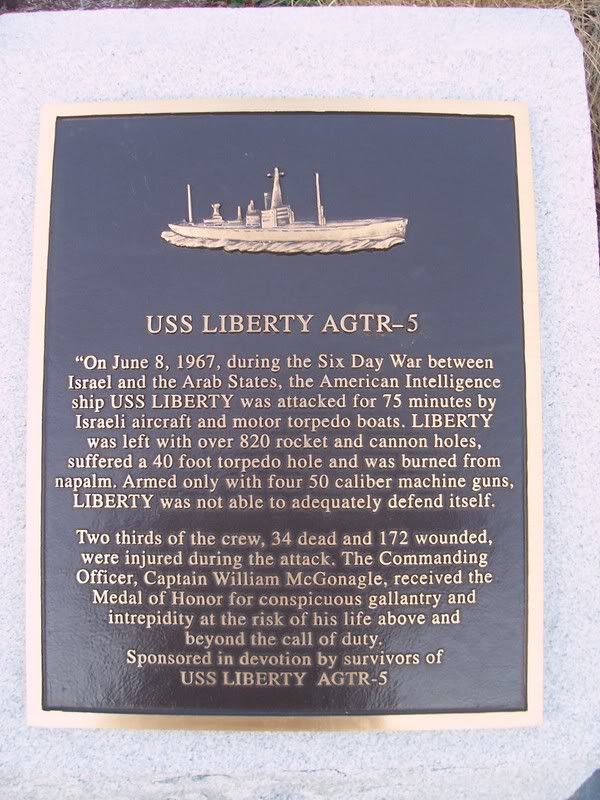 USS LIBERTY AGTR-5
"On June 8, 1967, during the Six Day War between
Israel and the Arab States, the American Intelligence
ship USS LIBERTY was attacked for 75 minutes by
Israeli aircraft and motor torpedo boats. LIBERTY
was left with over 820 rocket and cannon holes,
suffered a 40 foot torpedo hole and was burned from
napalm. Armed only with four 50 caliber machine guns,
LIBERTY was not able to adequately defend itself.
Two thirds of the crew, 34 dead and 172 wounded,
were injured during the attack. The Commanding
Officer, Captain William McGonagle, received the
Medal of Honor for conspicuous gallantry and
intrepidity at the risk of his life above and
beyond the call of duty.
Sponsored in devotion by survivors of
USS LIBERTY AGTR-5